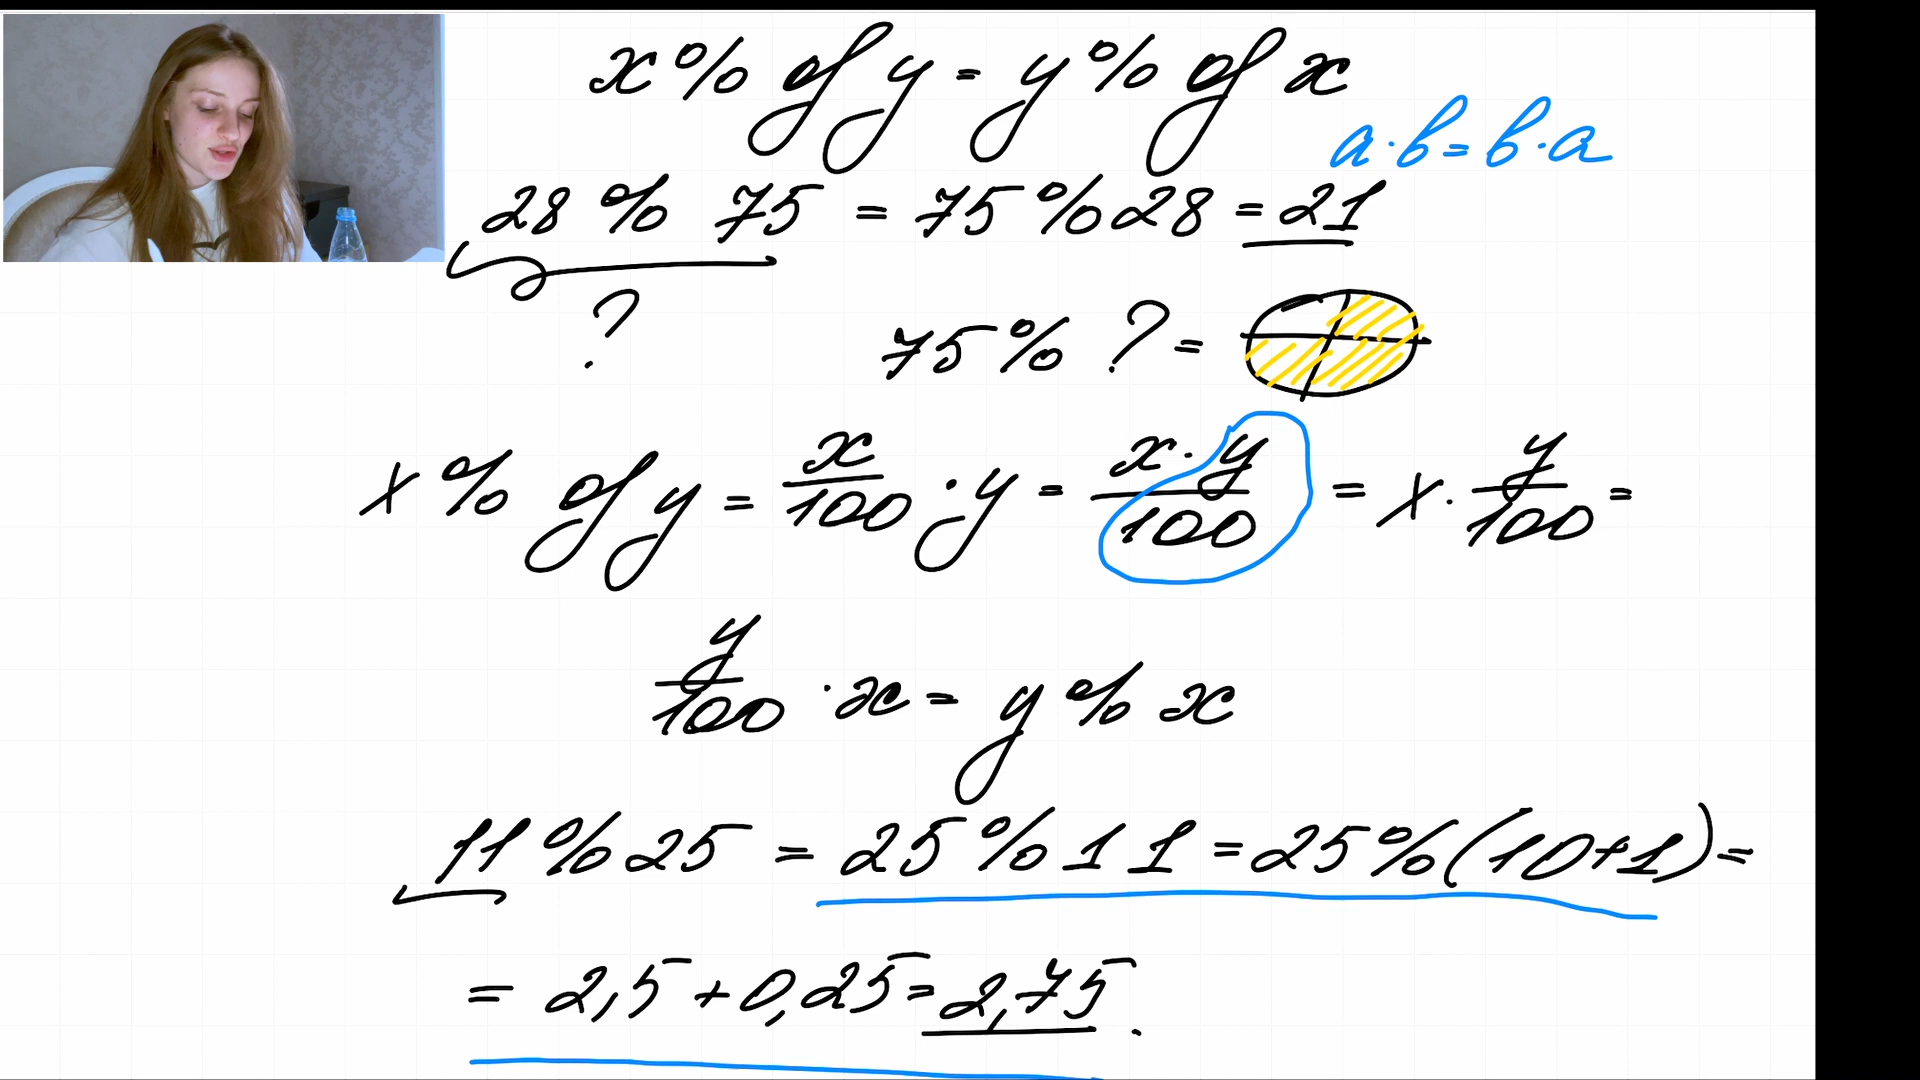 x% of y = y% of x
a·b=b·a
28% 75 = 75% 28 = 21
?
75% ? =
x% of y = x/100 · y = x·y/100 = x · y/100 =
y/100 · x = y% x
11% 25 = 25% 11 = 25% (10+1) =
= 2,5 + 0,25 = 2,75.